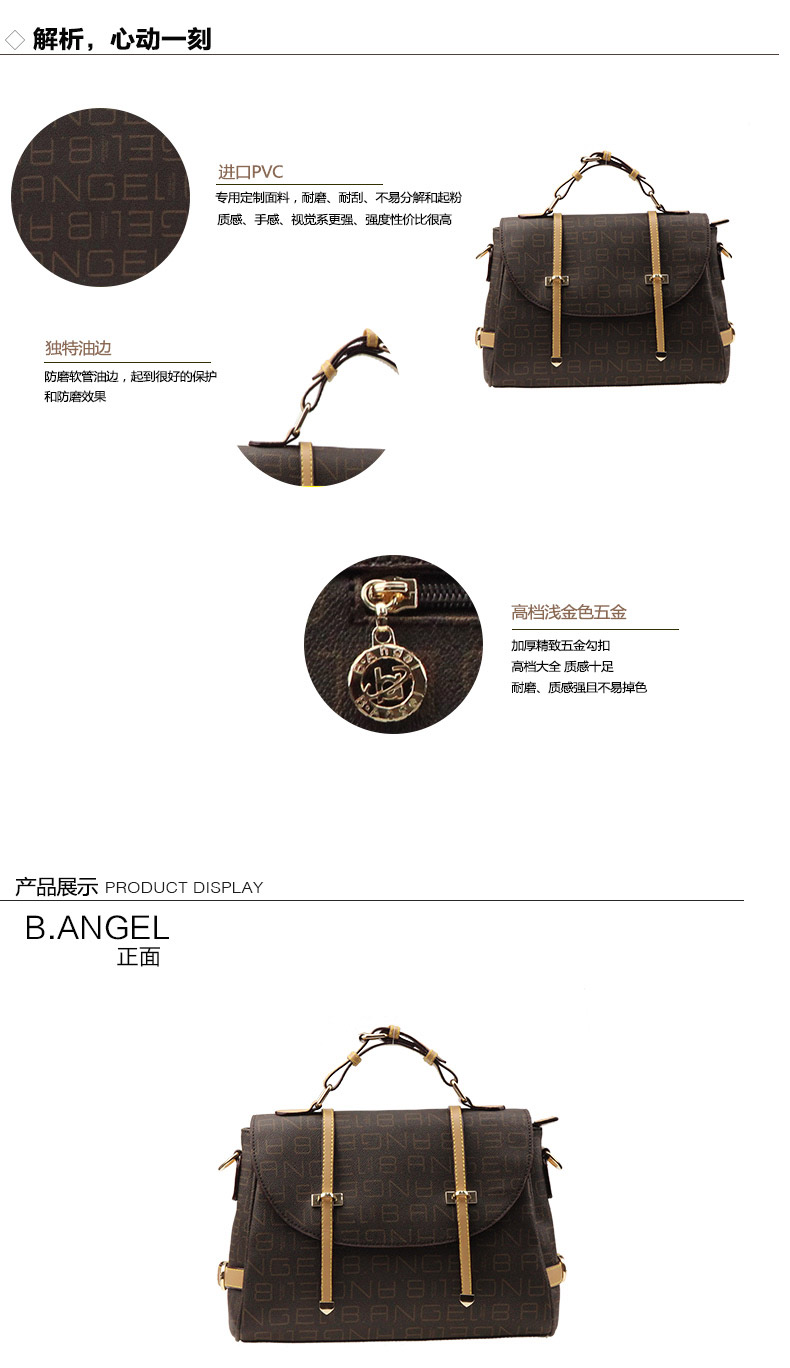 解析，心动一刻
进口PVC
专用定制面料，耐磨、耐刮、不易分解和起粉
质感、手感、视觉系更强、强度性价比很高
独特油边
防磨软管油边，起到很好的保护
和防磨效果
高档浅金色五金
加厚精致五金勾扣
高档大全 质感十足
耐磨、质感强且不易掉色
产品展示 PRODUCT DISPLAY
B.ANGEL
正面